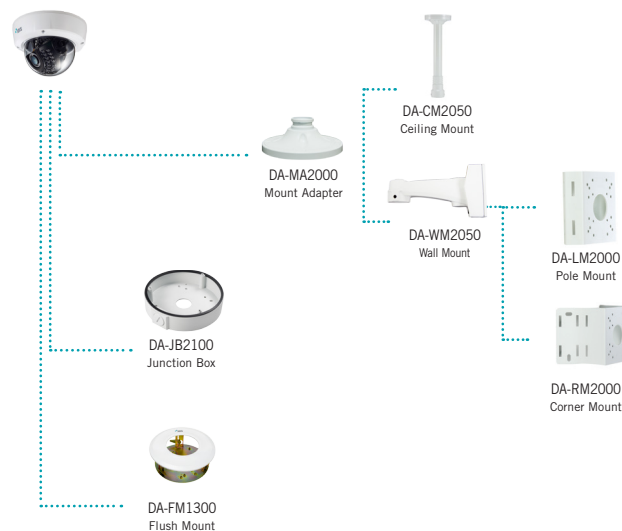 DA-CM2050
Ceiling Mount
DA-MA2000
Mount Adapter
DA-WM2050
Wall Mount
DA-LM2000
Pole Mount
DA-JB2100
Junction Box
DA-RM2000
Corner Mount
DA-FM1300
Flush Mount